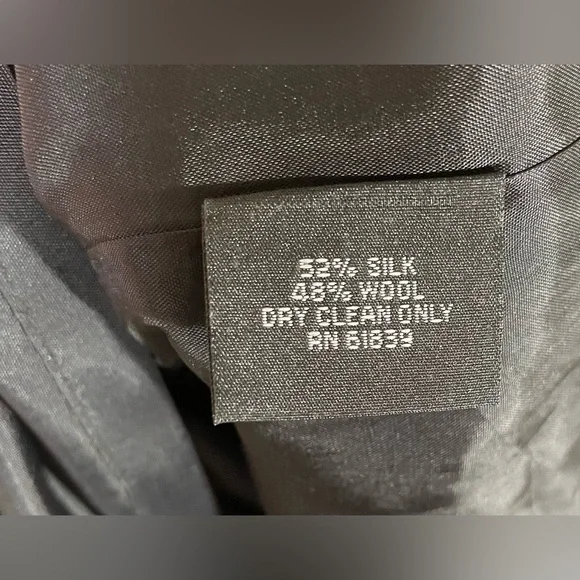 52% SILK
48% WOOL
DRY CLEAN ONLY
RN 61839